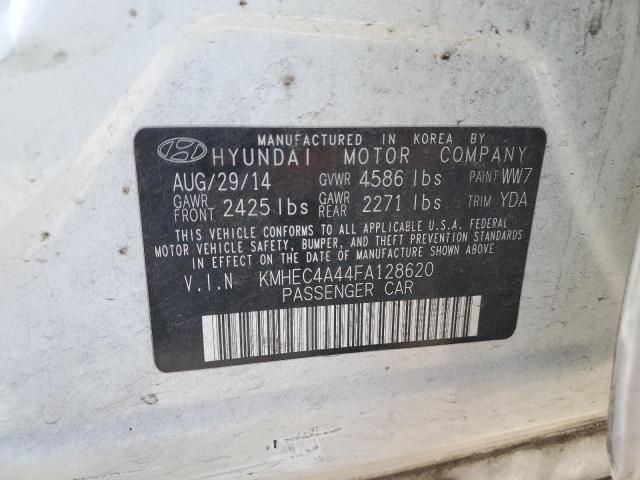 MANUFACTURED IN KOREA BY
HYUNDAI MOTOR COMPANY
AUG/29/14 GVWR 4586 lbs PAINT WW7
GAWR FRONT 2425 lbs GAWR REAR 2271 lbs TRIM YDA
THIS VEHICLE CONFORMS TO ALL APPLICABLE U.S.A. FEDERAL
MOTOR VEHICLE SAFETY, BUMPER, AND THEFT PREVENTION STANDARDS
IN EFFECT ON THE DATE OF MANUFACTURE SHOWN ABOVE.
V.I.N KMHEC4A44FA128620
PASSENGER CAR